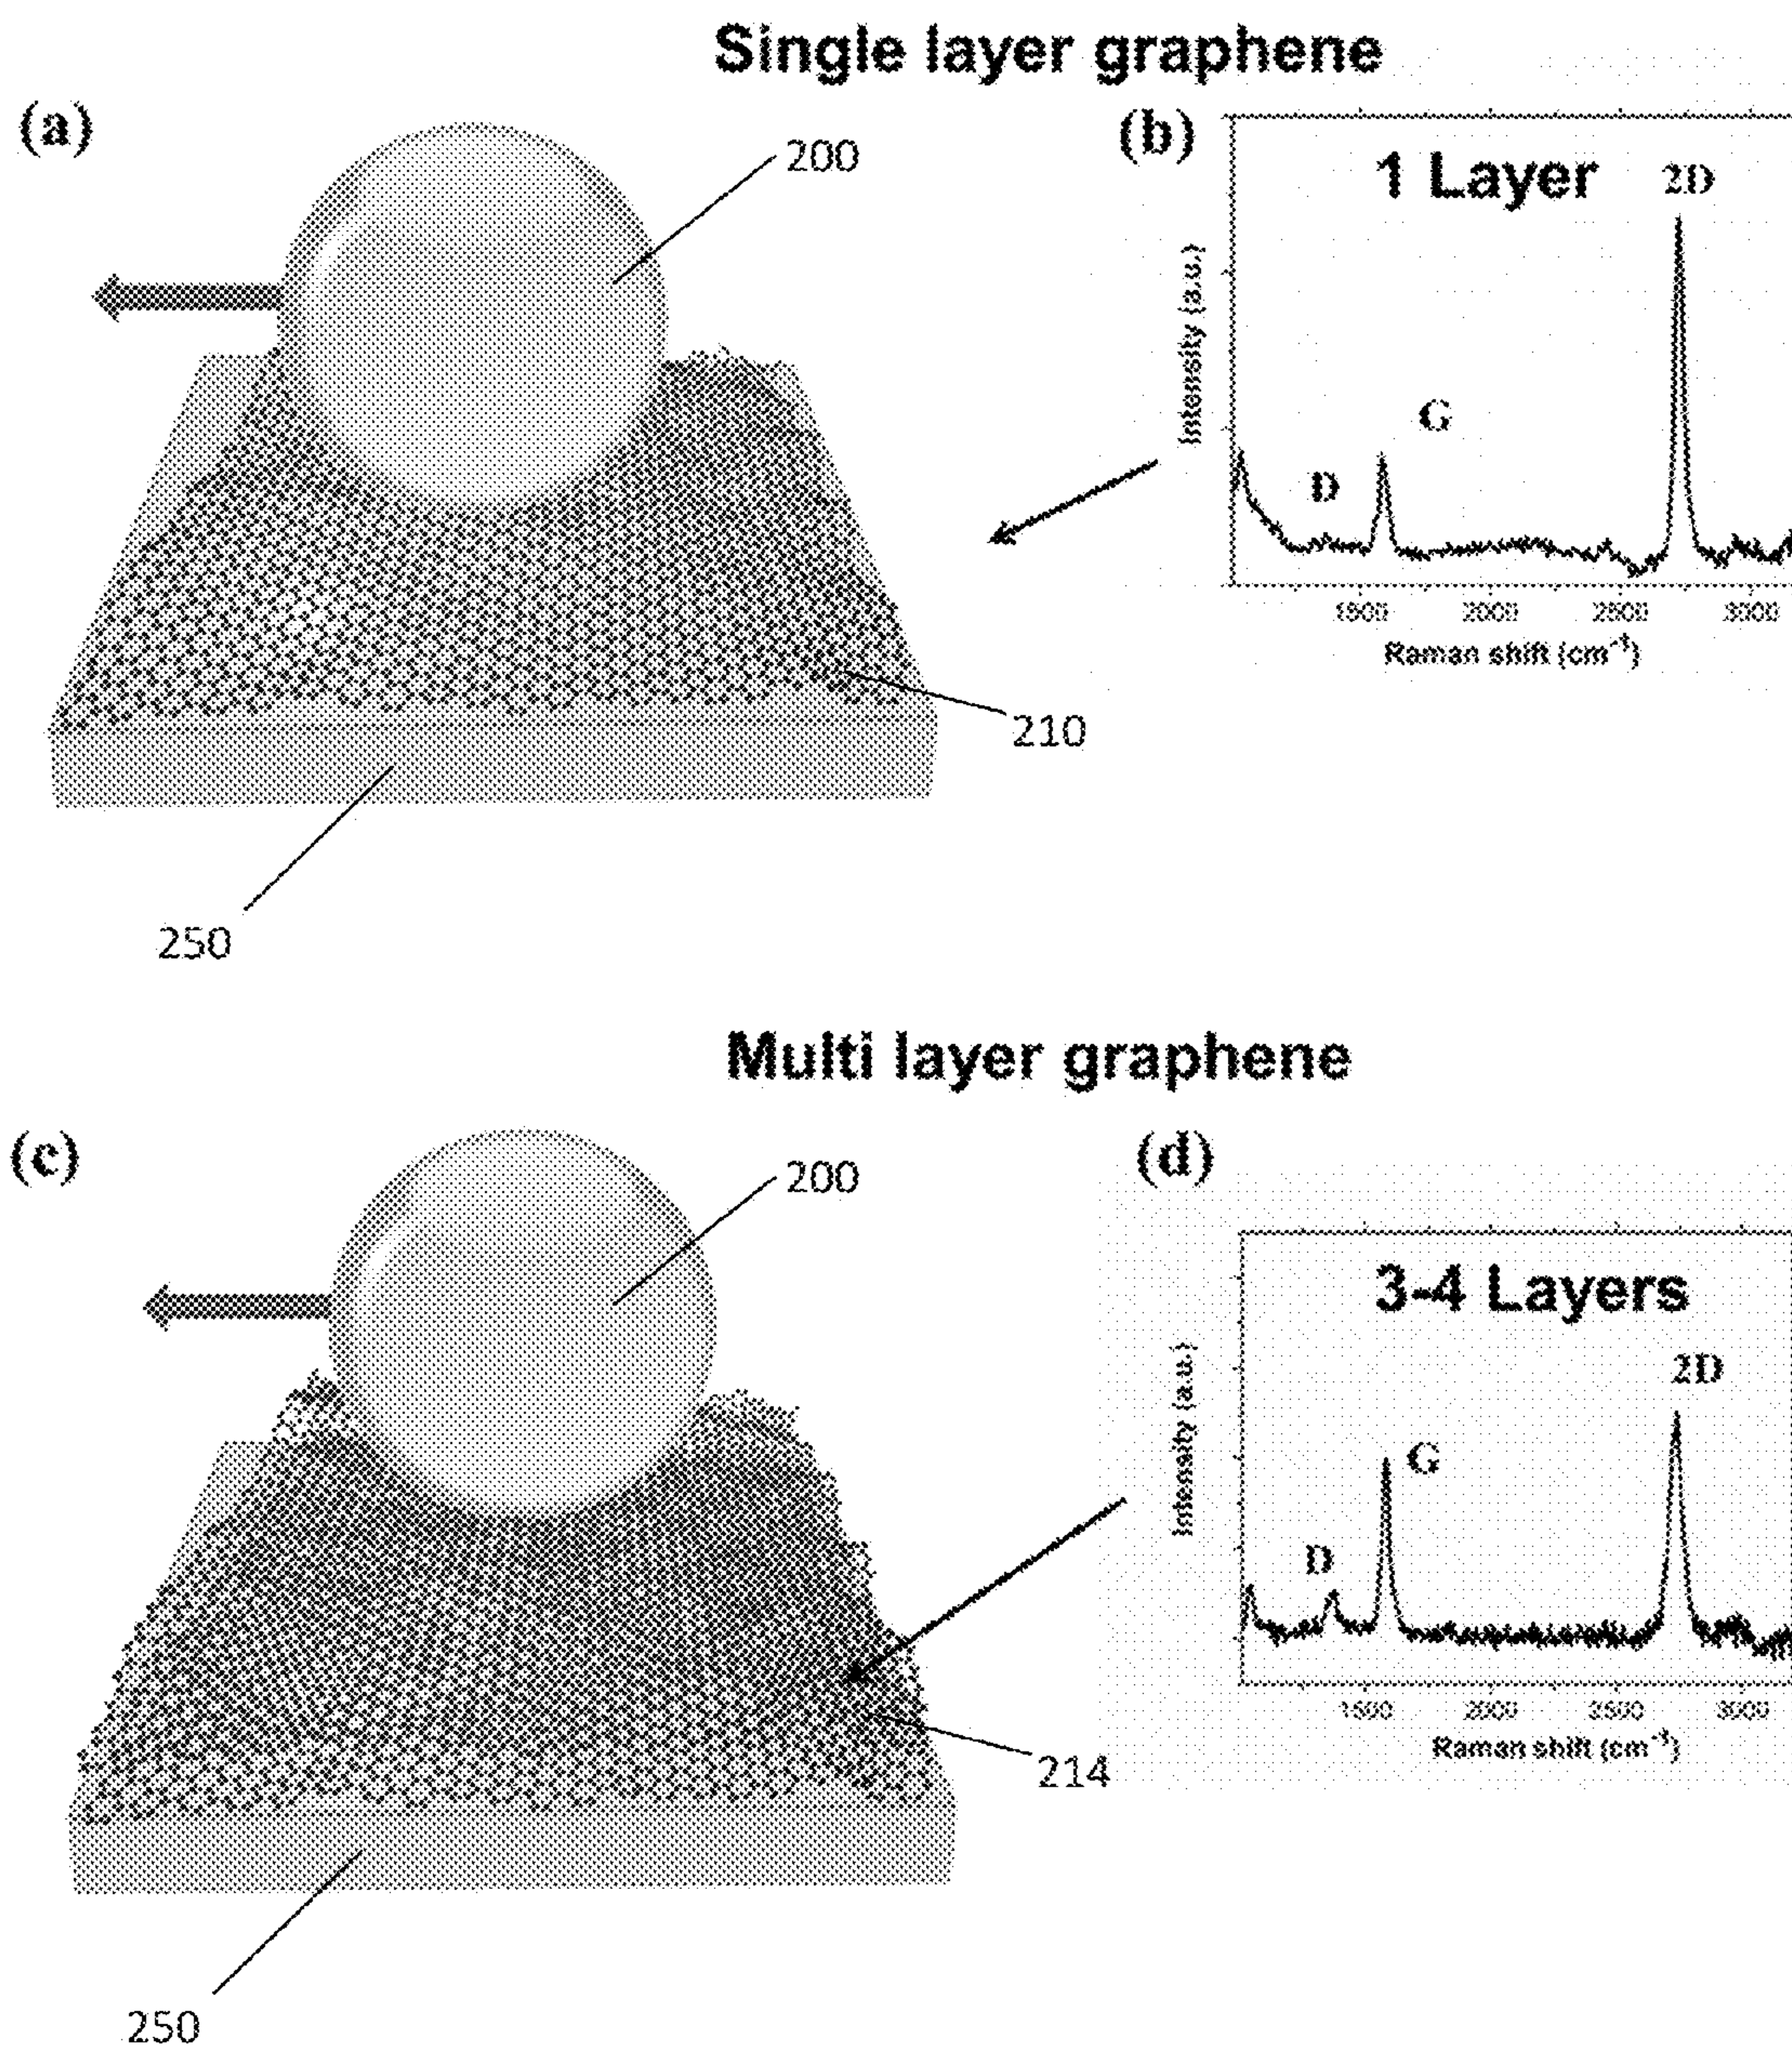 Single layer graphene
(a)
200
210
250
(b)
1 Layer
2D
G
D
Intensity (a.u.)
1500 2000 2500 3000
Raman shift (cm⁻¹)
Multi layer graphene
(c)
200
214
250
(d)
3-4 Layers
2D
G
D
Intensity (a.u.)
1500 2000 2500 3000
Raman shift (cm⁻¹)